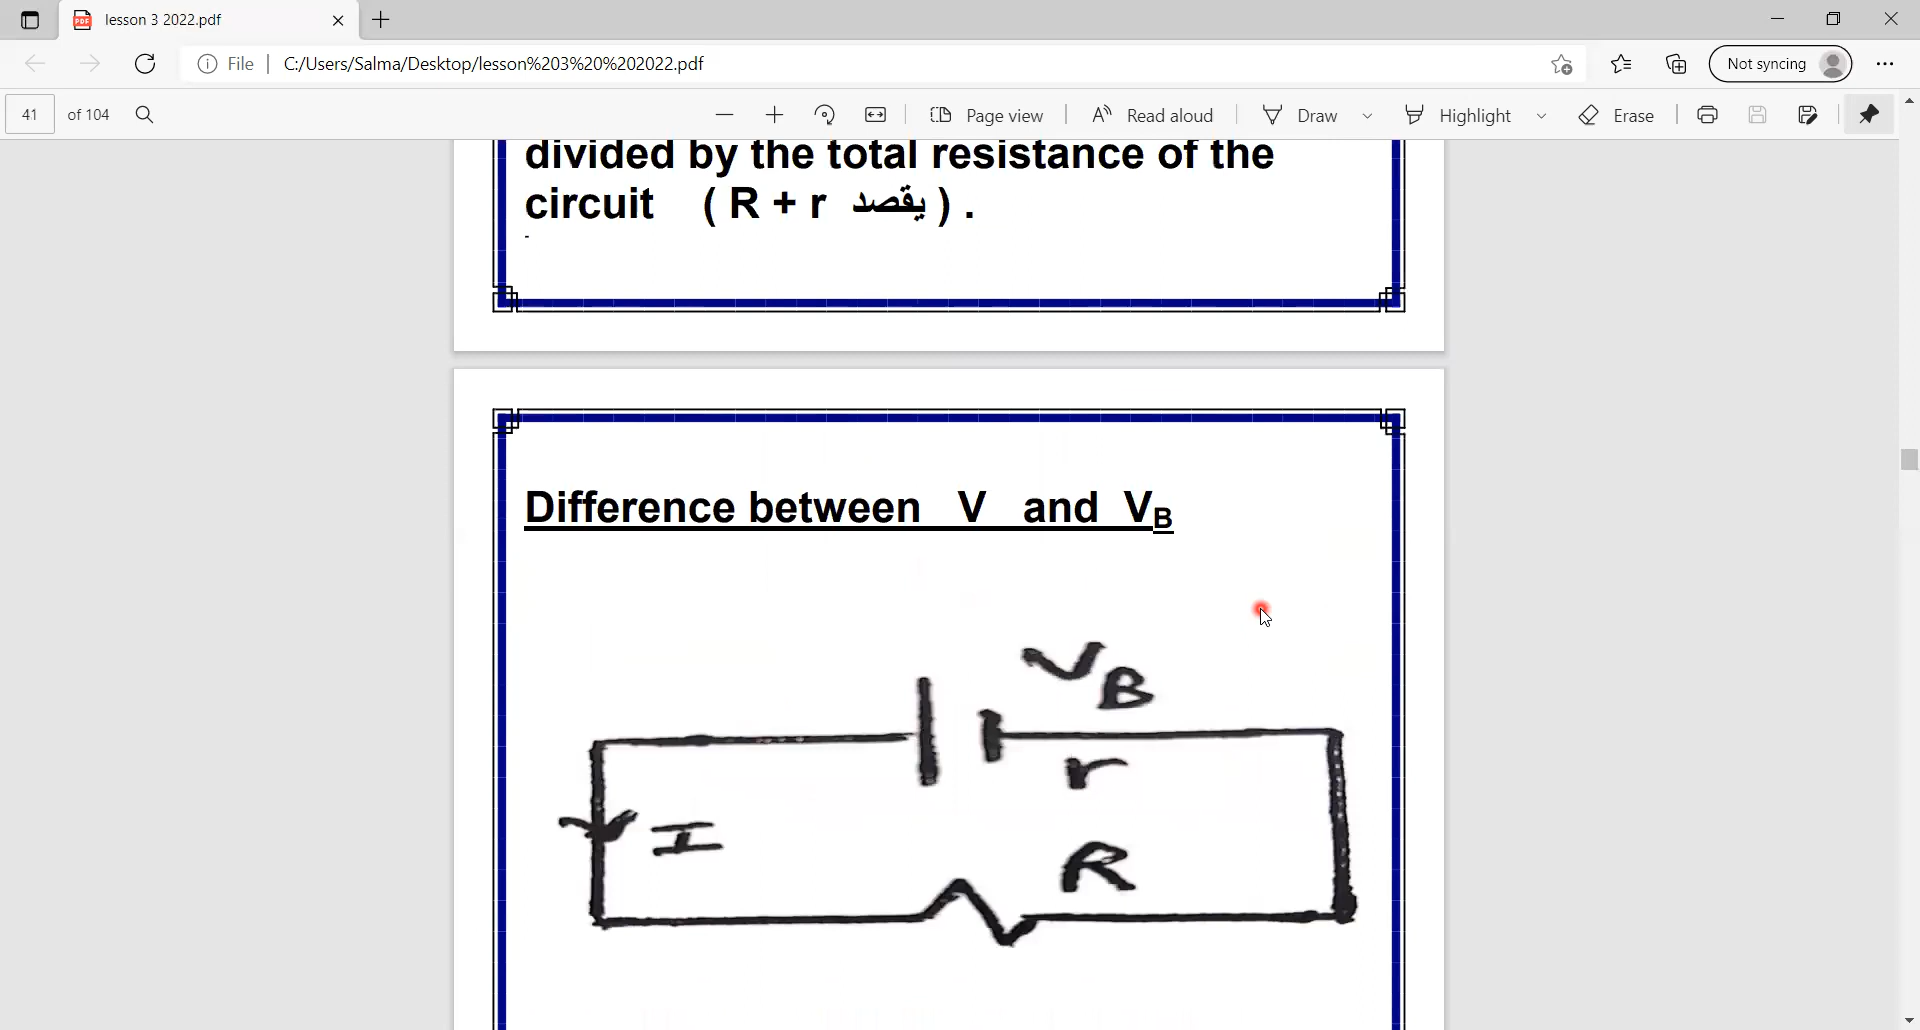 lesson 3 2022.pdf
File
C:/Users/Salma/Desktop/lesson%203%20%202022.pdf
Not syncing
41 of 104
Page view
Read aloud
Draw
Highlight
Erase
divided by the total resistance of the
circuit ( R + r يقصد ) .
-
Difference between V and VB
VB
r
I
R